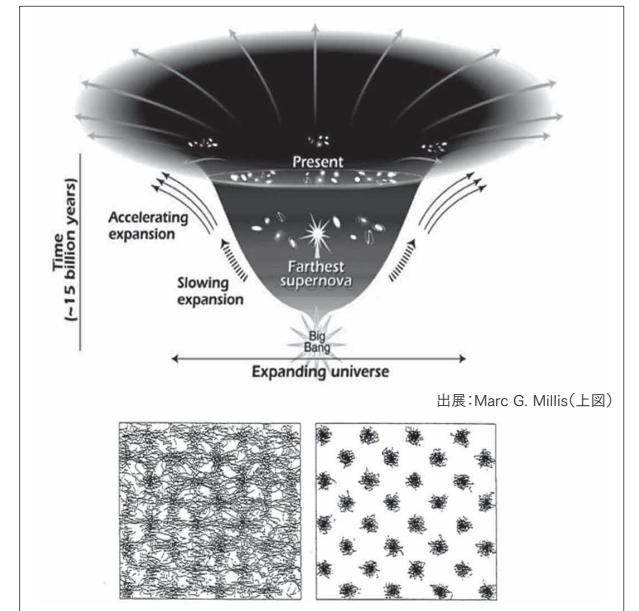 Present
Time
(~15 billion years)
Accelerating
expansion
Slowing
expansion
Farthest
supernova
Big
Bang
Expanding universe
出展：Marc G. Millis（上図）